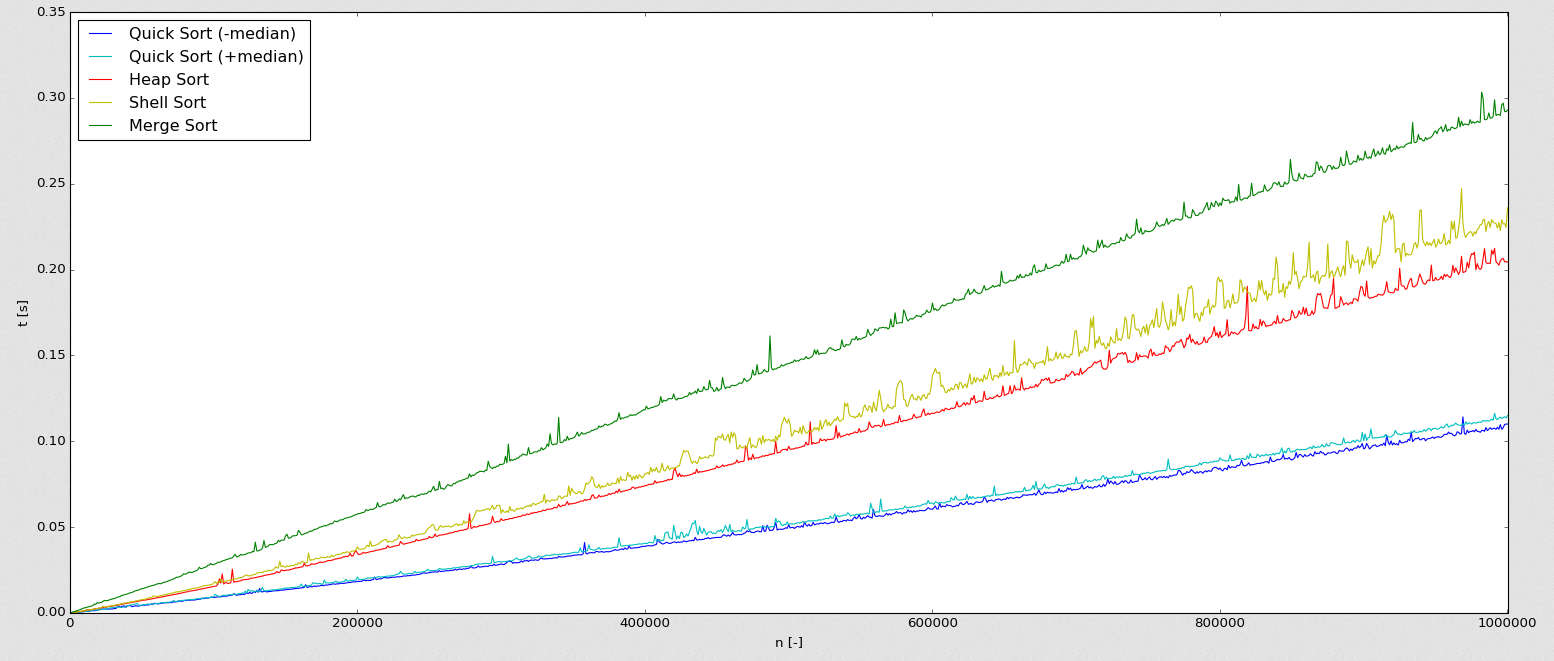 0.35
0.30
0.25
0.20
0.15
0.10
0.05
0.00
t [s]
Quick Sort (-median)
Quick Sort (+median)
Heap Sort
Shell Sort
Merge Sort
0
200000
400000
600000
800000
1000000
n [-]